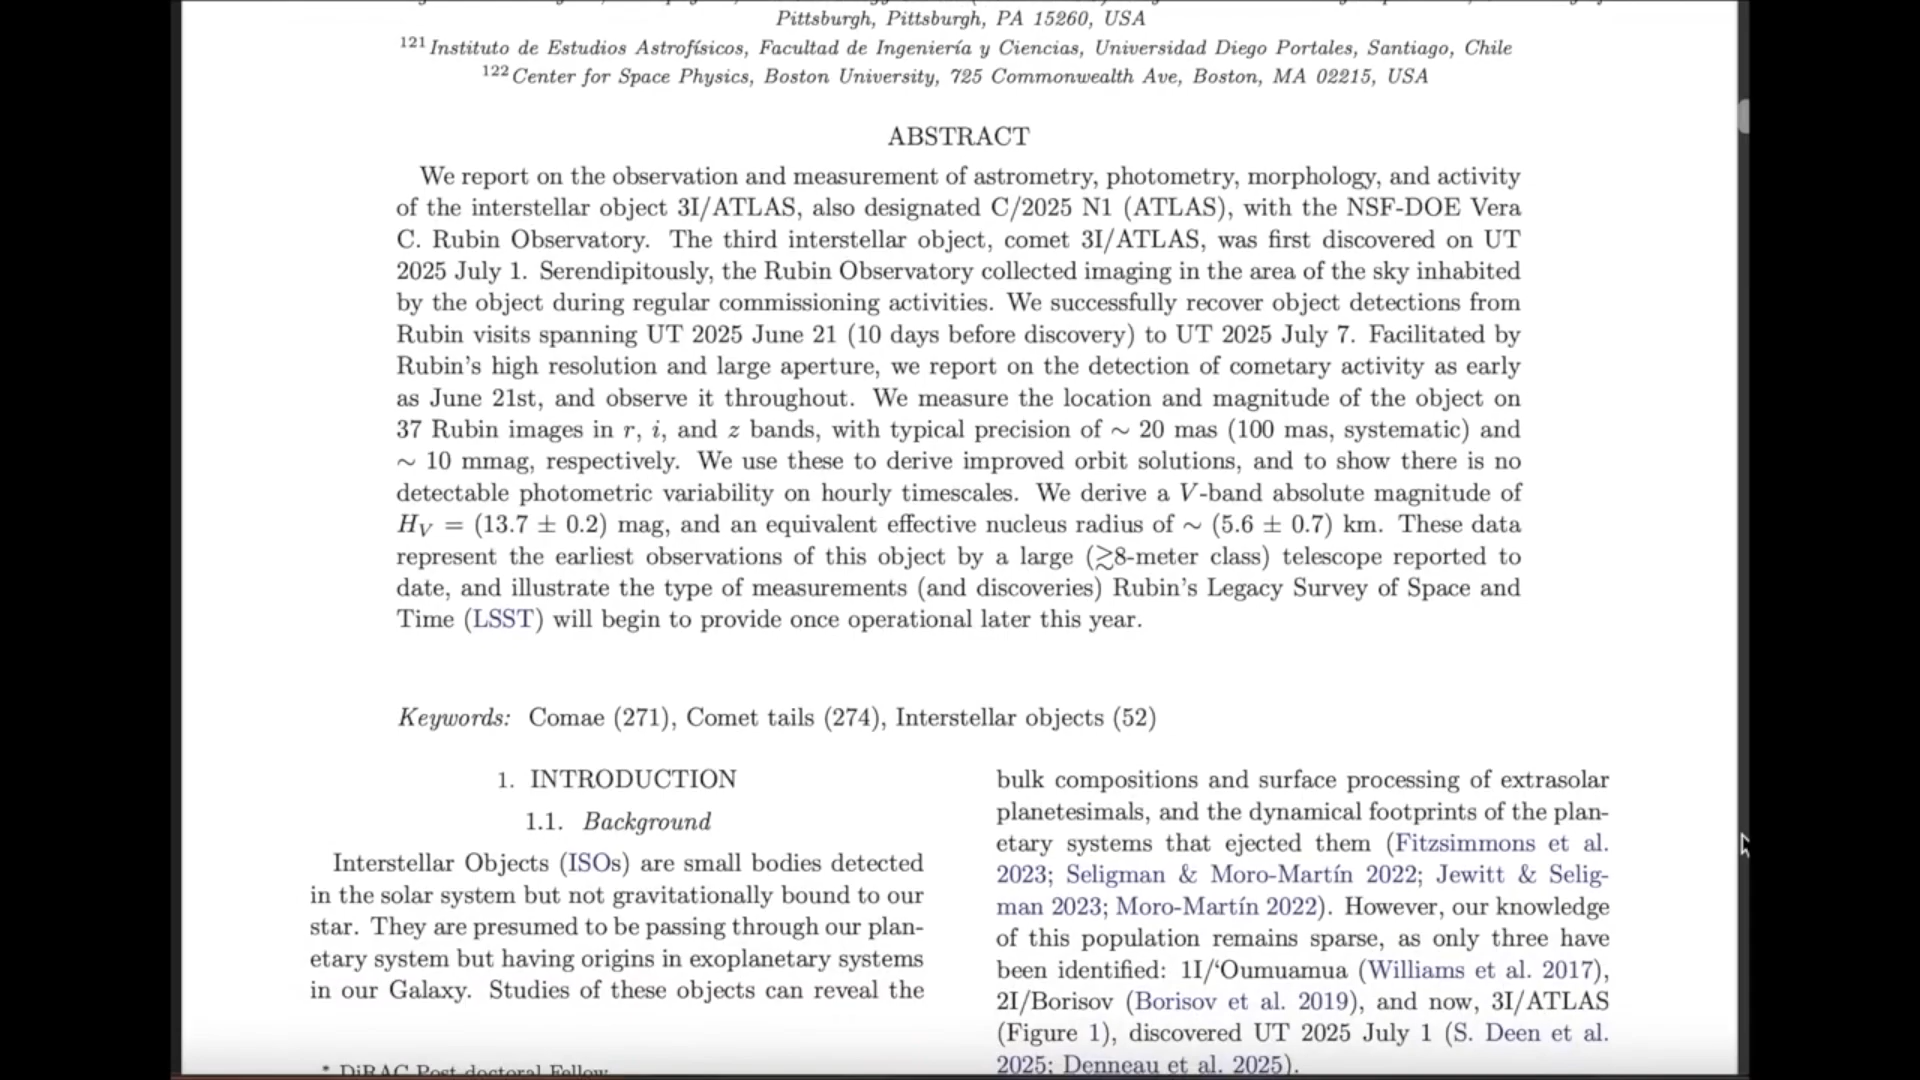 Pittsburgh, Pittsburgh, PA 15260, USA
121 Instituto de Estudios Astrofísicos, Facultad de Ingeniería y Ciencias, Universidad Diego Portales, Santiago, Chile
122 Center for Space Physics, Boston University, 725 Commonwealth Ave, Boston, MA 02215, USA
ABSTRACT
We report on the observation and measurement of astrometry, photometry, morphology, and activity
of the interstellar object 3I/ATLAS, also designated C/2025 N1 (ATLAS), with the NSF-DOE Vera
C. Rubin Observatory. The third interstellar object, comet 3I/ATLAS, was first discovered on UT
2025 July 1. Serendipitously, the Rubin Observatory collected imaging in the area of the sky inhabited
by the object during regular commissioning activities. We successfully recover object detections from
Rubin visits spanning UT 2025 June 21 (10 days before discovery) to UT 2025 July 7. Facilitated by
Rubin's high resolution and large aperture, we report on the detection of cometary activity as early
as June 21st, and observe it throughout. We measure the location and magnitude of the object on
37 Rubin images in r, i, and z bands, with typical precision of ∼ 20 mas (100 mas, systematic) and
∼ 10 mmag, respectively. We use these to derive improved orbit solutions, and to show there is no
detectable photometric variability on hourly timescales. We derive a V-band absolute magnitude of
H_V = (13.7 ± 0.2) mag, and an equivalent effective nucleus radius of ∼ (5.6 ± 0.7) km. These data
represent the earliest observations of this object by a large (≳8-meter class) telescope reported to
date, and illustrate the type of measurements (and discoveries) Rubin's Legacy Survey of Space and
Time (LSST) will begin to provide once operational later this year.
Keywords: Comae (271), Comet tails (274), Interstellar objects (52)
1. INTRODUCTION
1.1. Background
Interstellar Objects (ISOs) are small bodies detected
in the solar system but not gravitationally bound to our
star. They are presumed to be passing through our plan-
etary system but having origins in exoplanetary systems
in our Galaxy. Studies of these objects can reveal the
* DiRAC Post doctoral Fellow
bulk compositions and surface processing of extrasolar
planetesimals, and the dynamical footprints of the plan-
etary systems that ejected them (Fitzsimmons et al.
2023; Seligman & Moro-Martín 2022; Jewitt & Selig-
man 2023; Moro-Martín 2022). However, our knowledge
of this population remains sparse, as only three have
been identified: 1I/‘Oumuamua (Williams et al. 2017),
2I/Borisov (Borisov et al. 2019), and now, 3I/ATLAS
(Figure 1), discovered UT 2025 July 1 (S. Deen et al.
2025; Denneau et al. 2025).